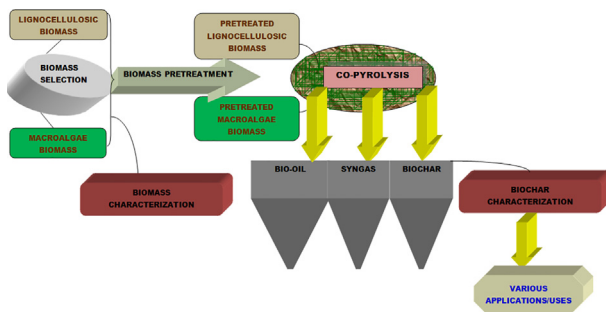 LIGNOCELLULOSIC
BIOMASS
BIOMASS
SELECTION
MACROALGAE
BIOMASS
BIOMASS PRETREATMENT
BIOMASS
CHARACTERIZATION
PRETREATED
LIGNOCELLULOSIC
BIOMASS
PRETREATED
MACROALGAE
BIOMASS
CO-PYROLYSIS
BIO-OIL
SYNGAS
BIOCHAR
BIOCHAR
CHARACTERIZATION
VARIOUS
APPLICATIONS/USES